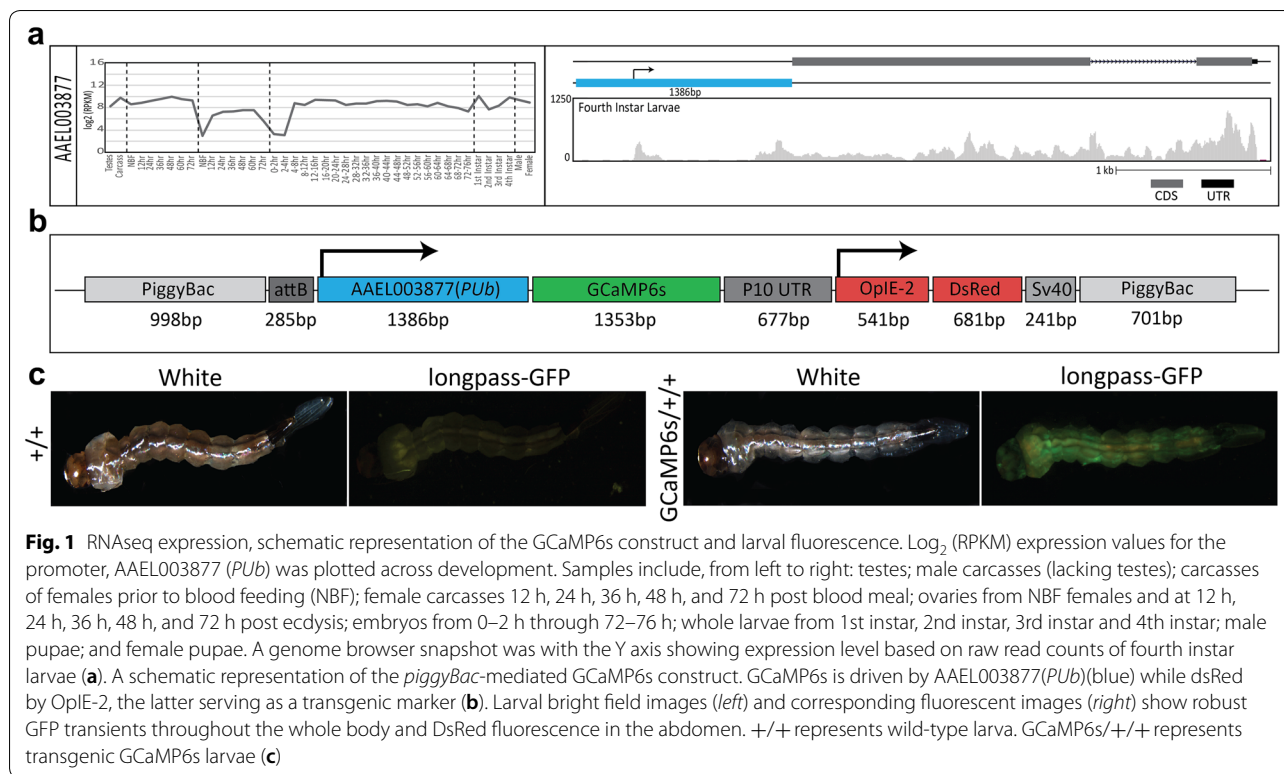 a
AAEL003877
log2(RPKM)
16
12
8
4
0
Testes
Carcass
NBF
12hr
24hr
36hr
48hr
60hr
72hr
NBF
12hr
24hr
36hr
48hr
60hr
72hr
0-2hr
2-4hr
4-8hr
8-12hr
12-16hr
16-20hr
20-24hr
24-28hr
28-32hr
32-36hr
36-40hr
40-44hr
44-48hr
48-52hr
52-56hr
56-60hr
60-64hr
64-68hr
68-72hr
72-76hr
1st Instar
2nd Instar
3rd Instar
4th Instar
Male
Female
1386bp
1250
Fourth Instar Larvae
0
1 kb
CDS
UTR
b
PiggyBac
attB
AAEL003877(PUb)
GCaMP6s
P10 UTR
OpIE-2
DsRed
Sv40
PiggyBac
998bp
285bp
1386bp
1353bp
677bp
541bp
681bp
241bp
701bp
c
White
longpass-GFP
White
longpass-GFP
+/+
GCaMP6s/+/+
Fig. 1 RNAseq expression, schematic representation of the GCaMP6s construct and larval fluorescence. Log2 (RPKM) expression values for the
promoter, AAEL003877 (PUb) was plotted across development. Samples include, from left to right: testes; male carcasses (lacking testes); carcasses
of females prior to blood feeding (NBF); female carcasses 12 h, 24 h, 36 h, 48 h, and 72 h post blood meal; ovaries from NBF females and at 12 h,
24 h, 36 h, 48 h, and 72 h post ecdysis; embryos from 0–2 h through 72–76 h; whole larvae from 1st instar, 2nd instar, 3rd instar and 4th instar; male
pupae; and female pupae. A genome browser snapshot was with the Y axis showing expression level based on raw read counts of fourth instar
larvae (a). A schematic representation of the piggyBac-mediated GCaMP6s construct. GCaMP6s is driven by AAEL003877(PUb)(blue) while dsRed
by OpIE-2, the latter serving as a transgenic marker (b). Larval bright field images (left) and corresponding fluorescent images (right) show robust
GFP transients throughout the whole body and DsRed fluorescence in the abdomen. +/+ represents wild-type larva. GCaMP6s/+/+ represents
transgenic GCaMP6s larvae (c)